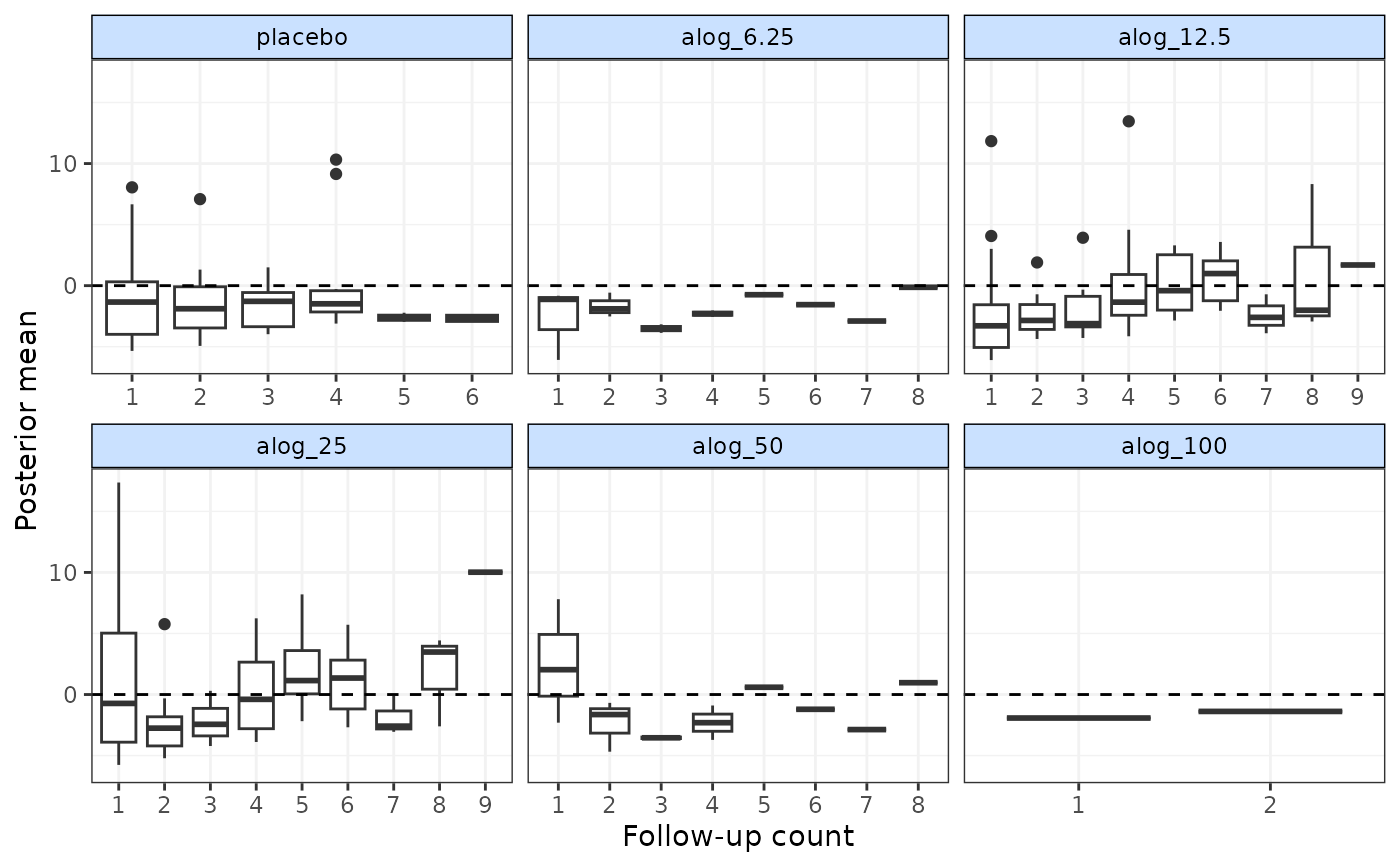 placebo alog_6.25 alog_12.5
Posterior mean
10
0
1 2 3 4 5 6 1 2 3 4 5 6 7 8 1 2 3 4 5 6 7 8 9
alog_25 alog_50 alog_100
10
0
1 2 3 4 5 6 7 8 9 1 2 3 4 5 6 7 8 1 2
Follow-up count